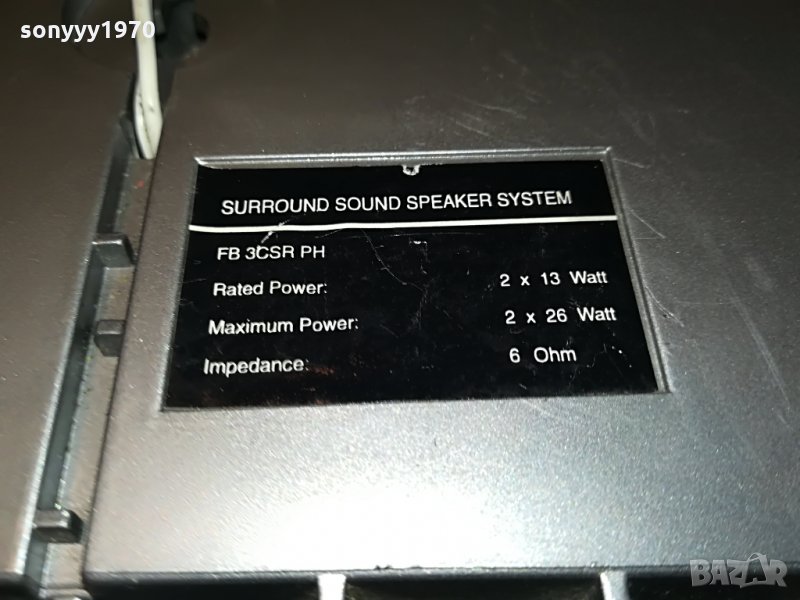 sonyyy1970
SURROUND SOUND SPEAKER SYSTEM
FB 3CSR PH
Rated Power: 2 x 13 Watt
Maximum Power: 2 x 26 Watt
Impedance: 6 Ohm
BAZAR